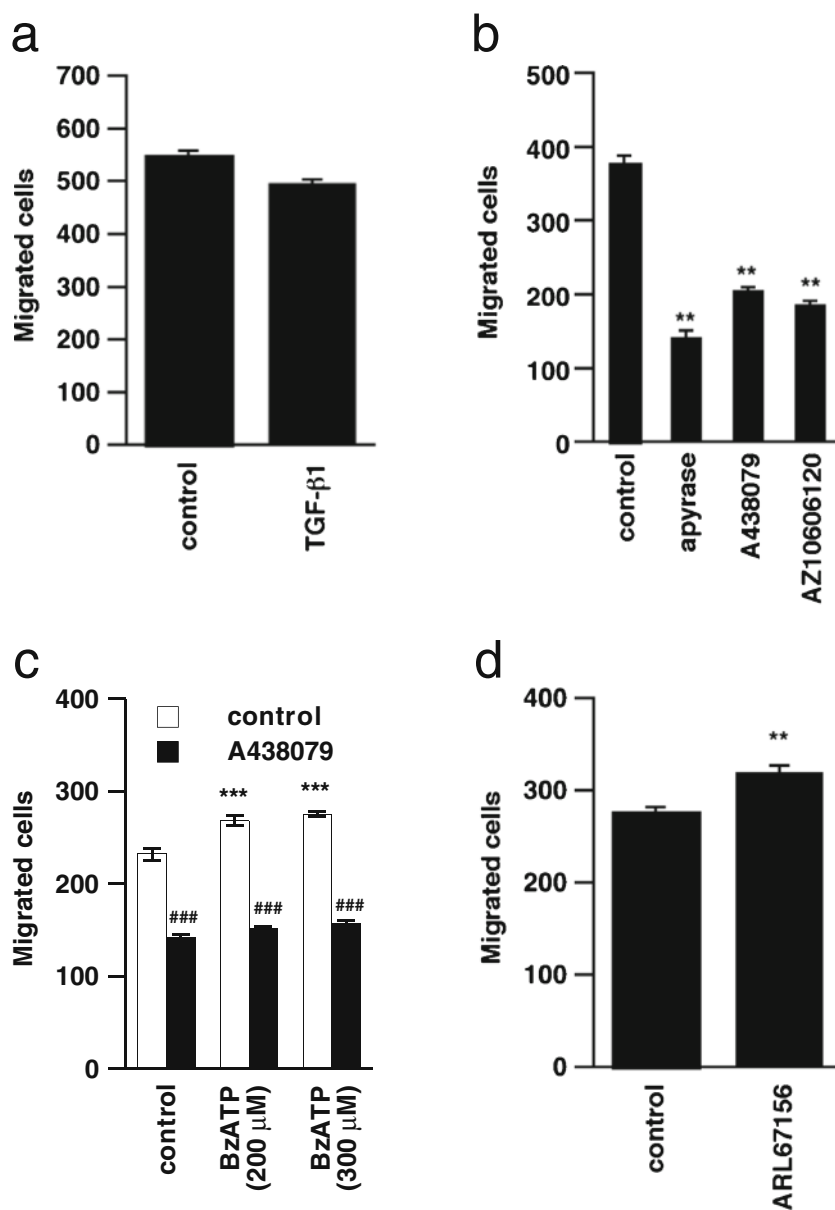 a
700
600
500
400
300
200
100
0
Migrated cells
control
TGF-β1
b
500
400
300
200
100
0
Migrated cells
**
**
**
control
apyrase
A438079
AZ10606120
c
400
300
200
100
0
Migrated cells
control
A438079
***
***
###
###
###
control
BzATP
(200 μM)
BzATP
(300 μM)
d
400
300
200
100
0
Migrated cells
**
control
ARL67156